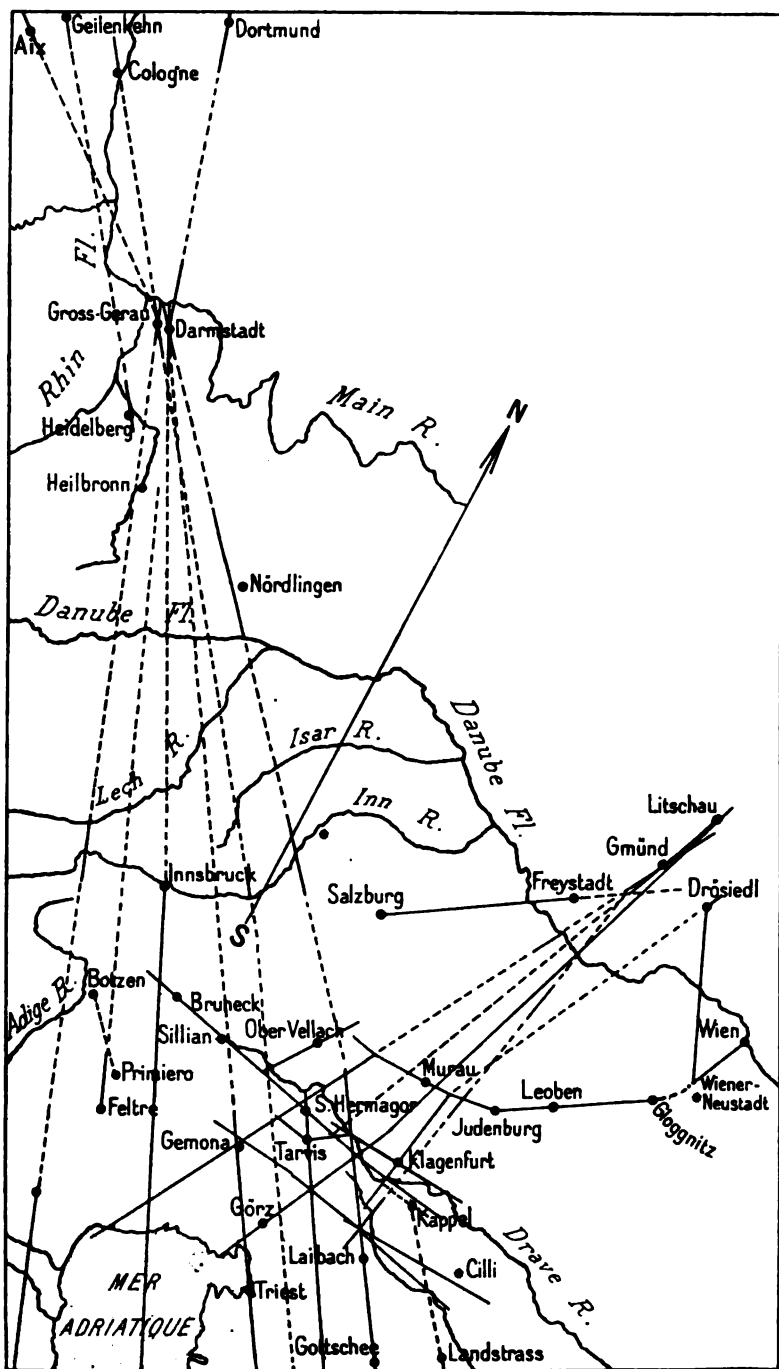 Geilenkehn
Dortmund
Aix
Cologne
Fl.
Gross-Gerau
Darmstadt
Rhin
Main R.
N
Heidelberg
Heilbronn
Nördlingen
Danube Fl.
Danube Fl.
Lech R.
Isar R.
Inn R.
Litschau
Gmünd
Innsbruck
Freystadt
Drösiedl
Salzburg
S
Botzen
Adige
Bruneck
Ober Vellach
Sillian
Wien
Murau
Primiero
Leoben
Wiener-
Neustadt
Feltre
S. Hermagor
Judenburg
Gloggnitz
Gemona
Tarvis
Klagenfurt
Görz
Kappel
Drave R.
Laibach
Cilli
MER
Triest
ADRIATIQUE
Gottschee
Landstrass